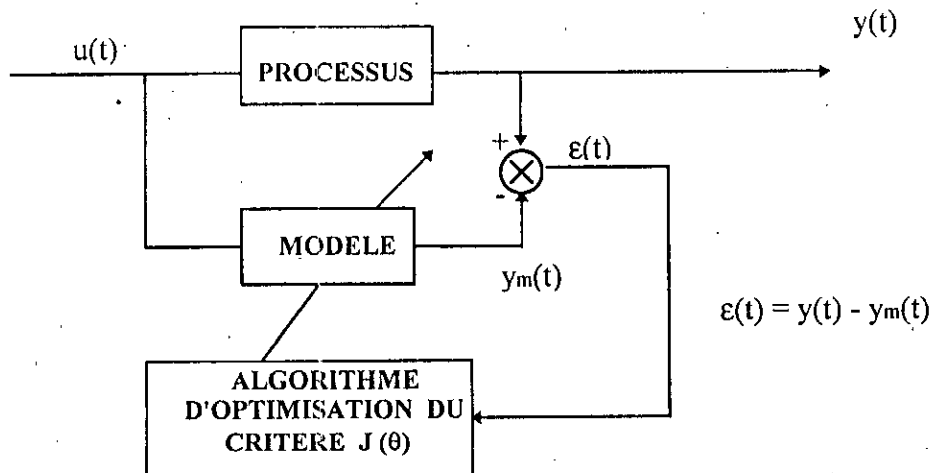 y(t)
u(t)
PROCESSUS
+
ε(t)
-
MODELE
ym(t)
ε(t) = y(t) - ym(t)
ALGORITHME
D'OPTIMISATION DU
CRITERE J (θ)